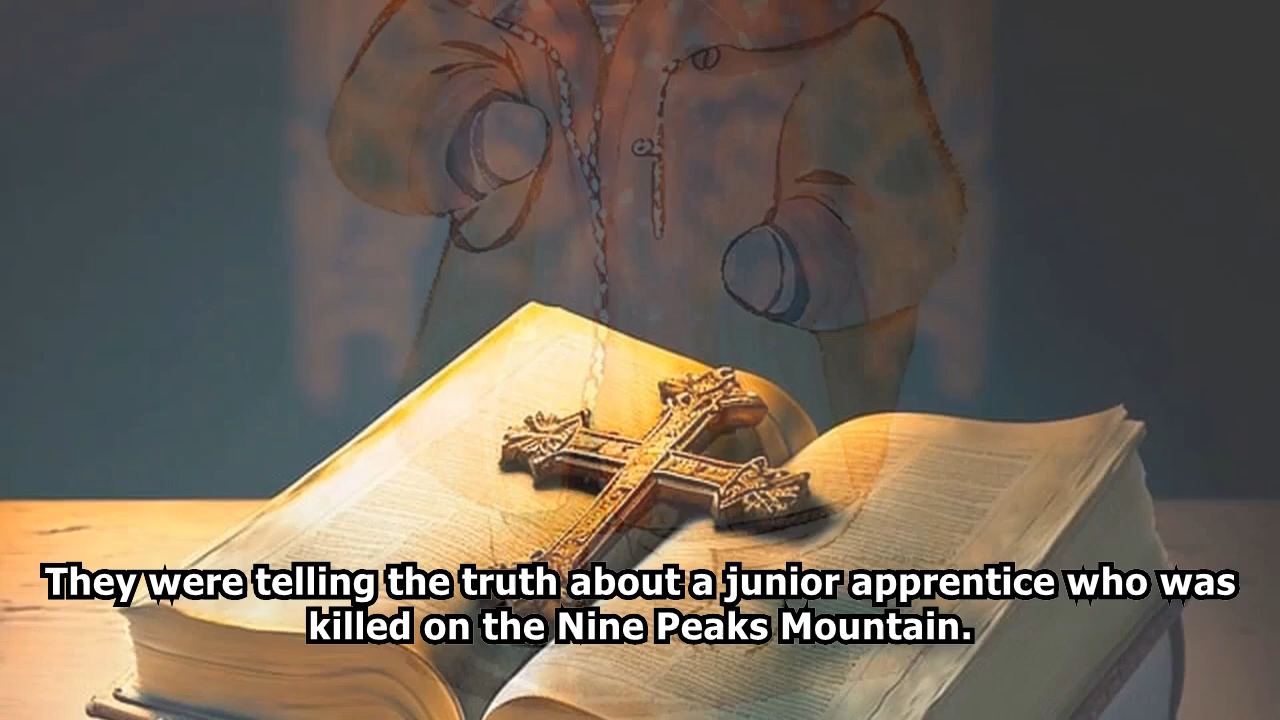 They were telling the truth about a junior apprentice who was
killed on the Nine Peaks Mountain.